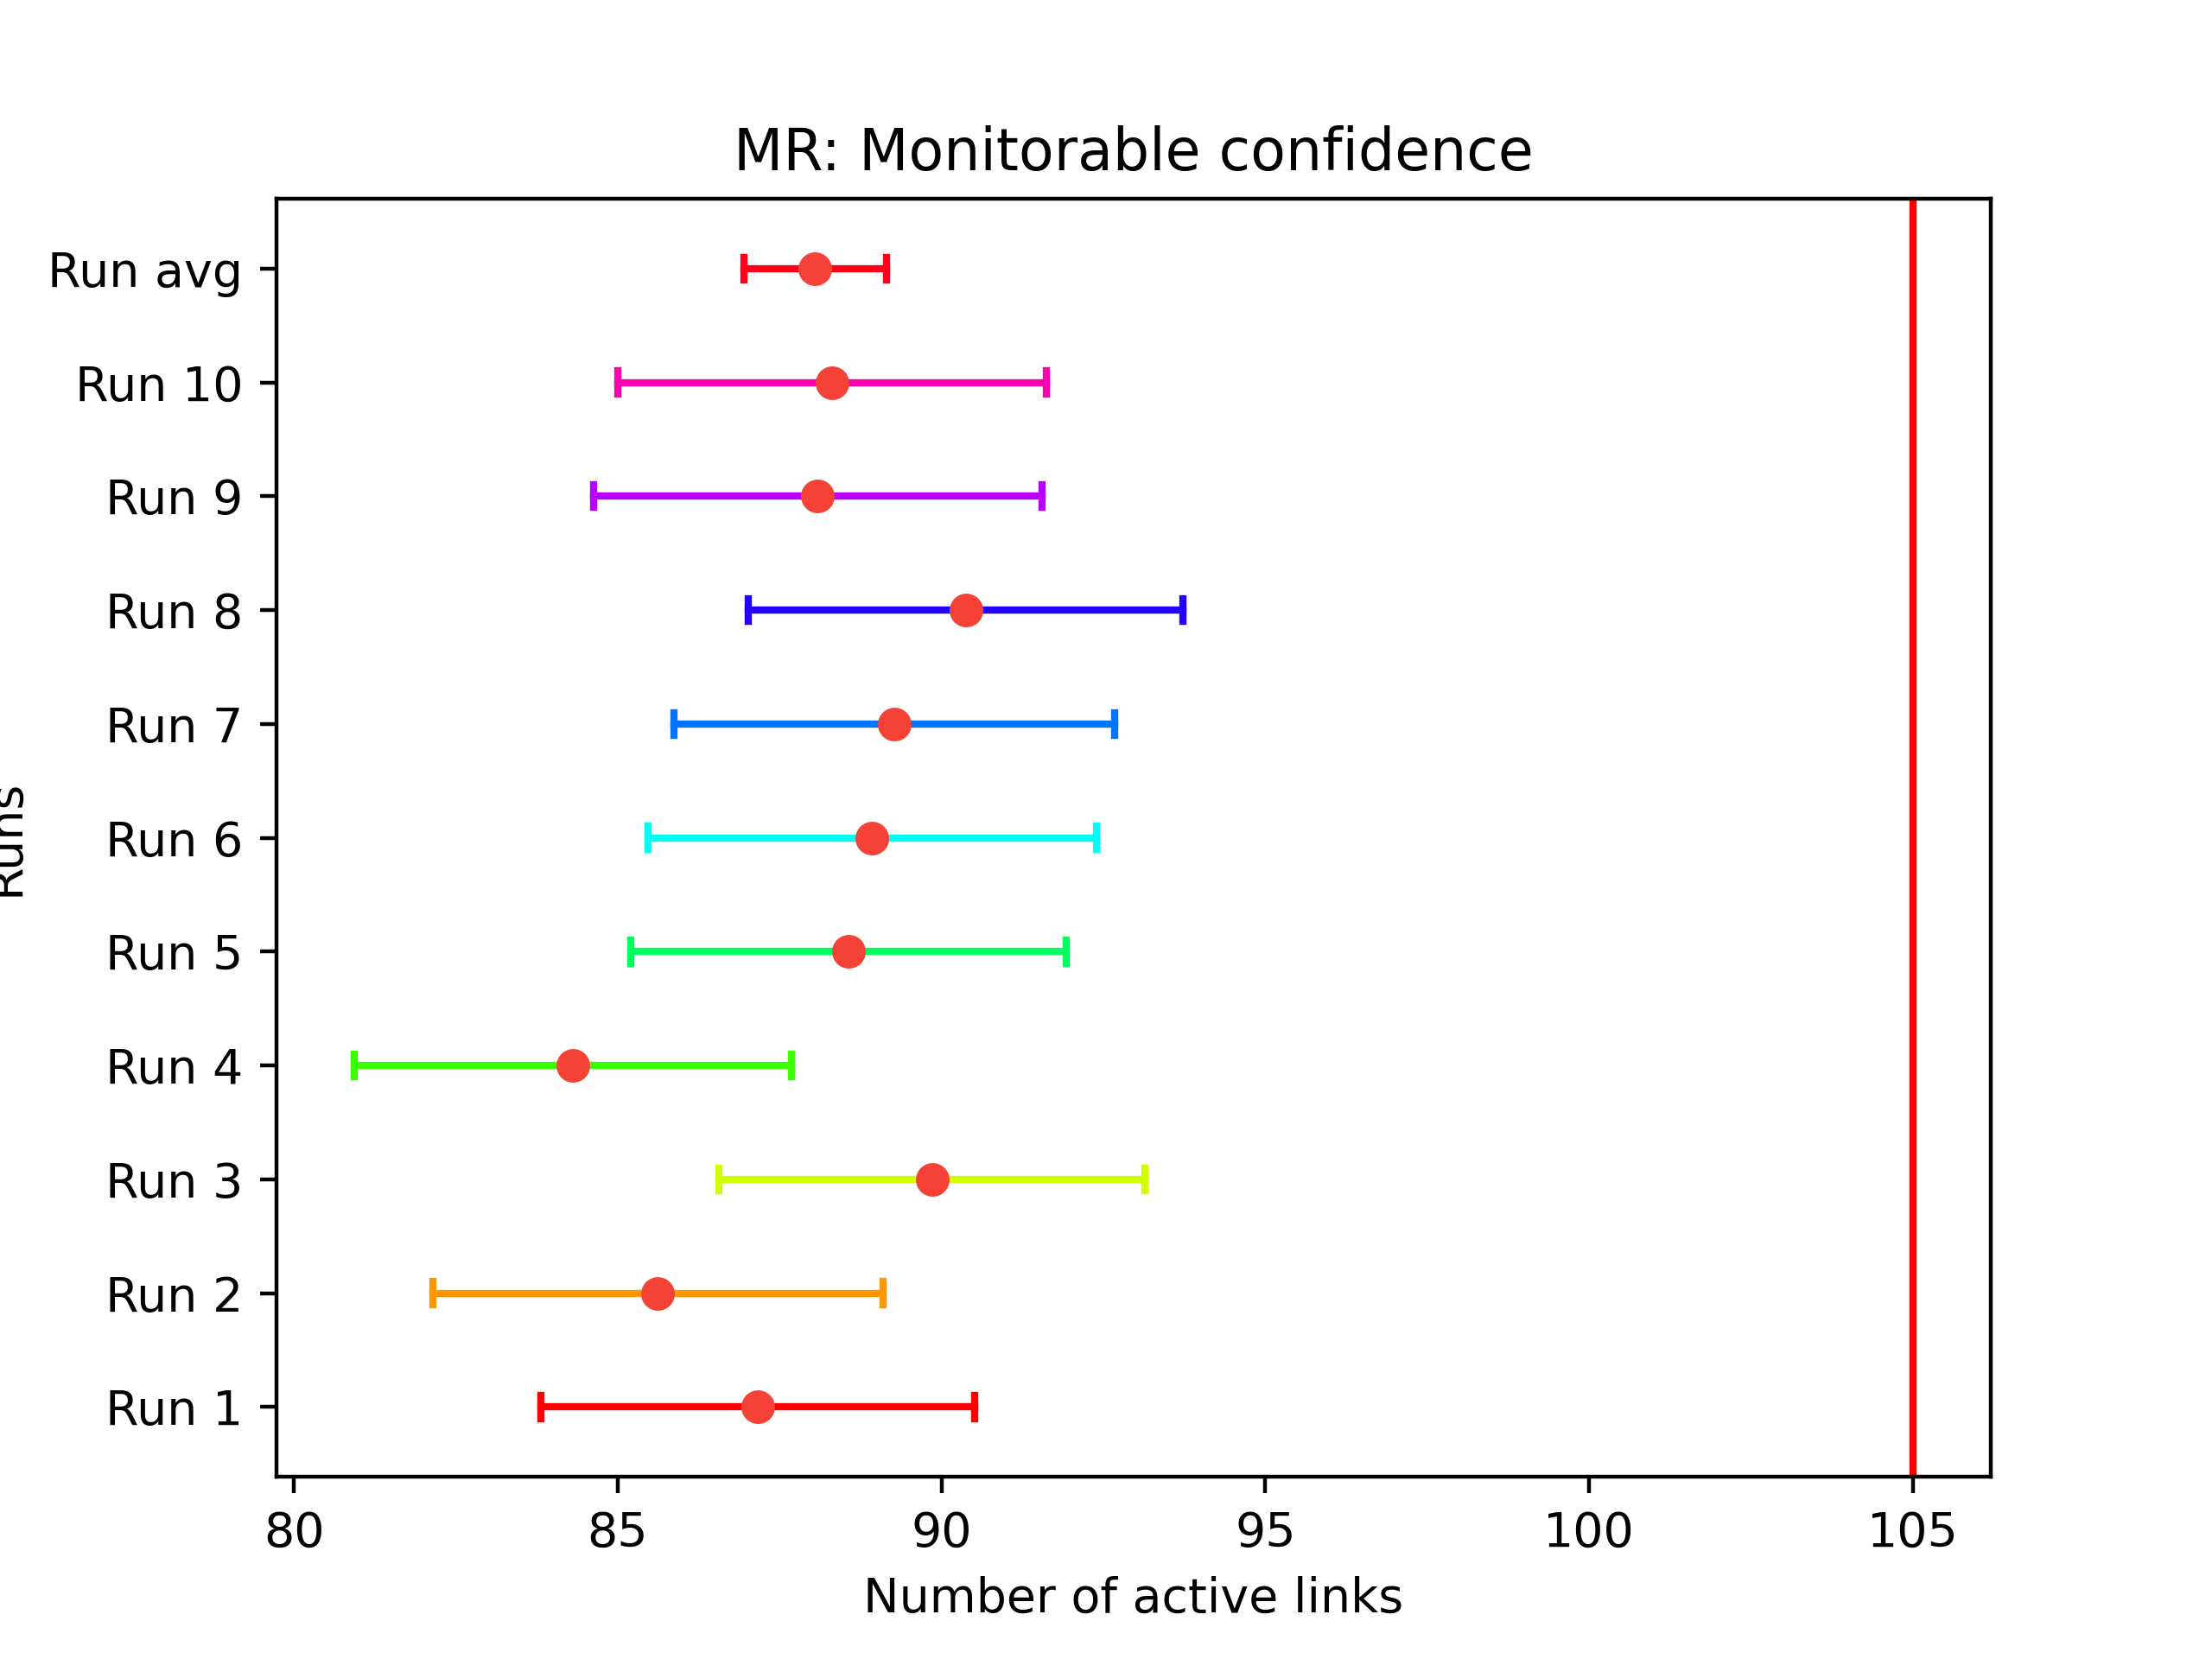 MR: Monitorable confidence
Run avg
Run 10
Run 9
Run 8
Run 7
Run 6
Run 5
Run 4
Run 3
Run 2
Run 1
Runs
80 85 90 95 100 105
Number of active links